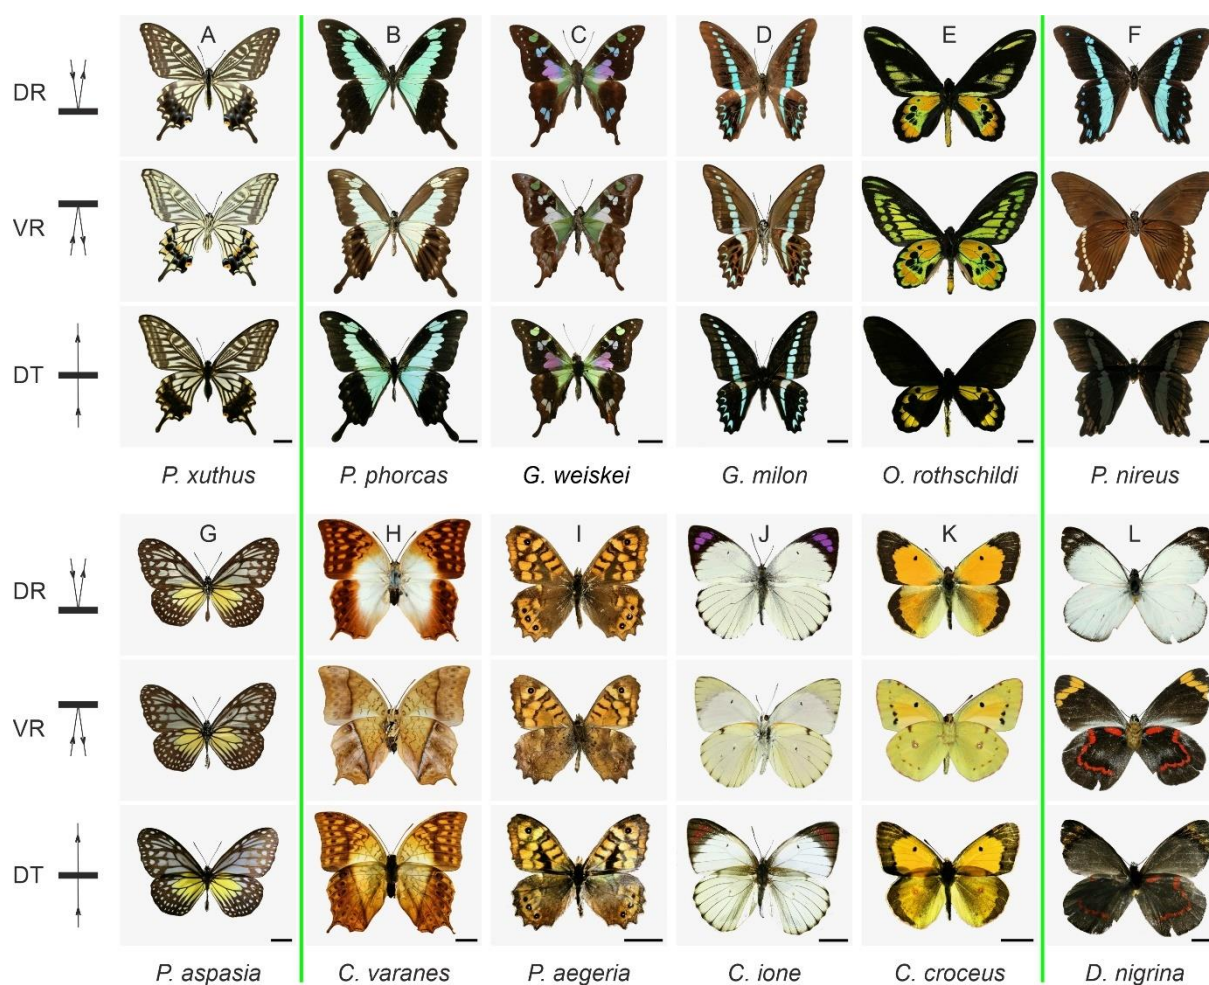 A B C D E F
DR
VR
DT
P. xuthus P. phorcas G. weiskei G. milon O. rothschildi P. nireus
G H I J K L
DR
VR
DT
P. aspasia C. varanes P. aegeria C. ione C. croceus D. nigrina